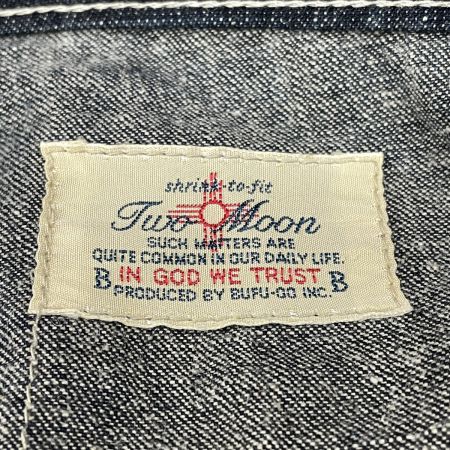 shrink-to-fit
Two Moon
SUCH MATTERS ARE
QUITE COMMON IN OUR DAILY LIFE.
B IN GOD WE TRUST B
PRODUCED BY BUFU-GO INC.